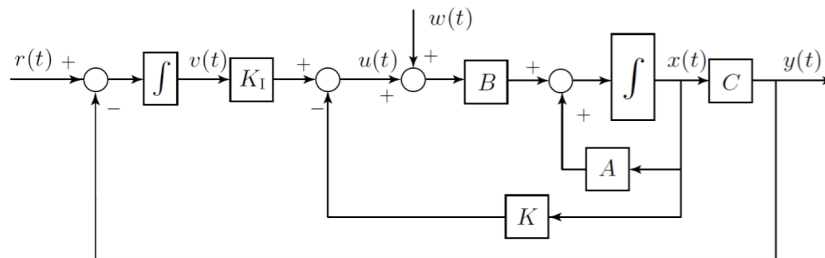 w(t)
r(t) + v(t) + u(t) + + x(t) y(t)
∫ K_I B ∫ C
− − + +
A
K